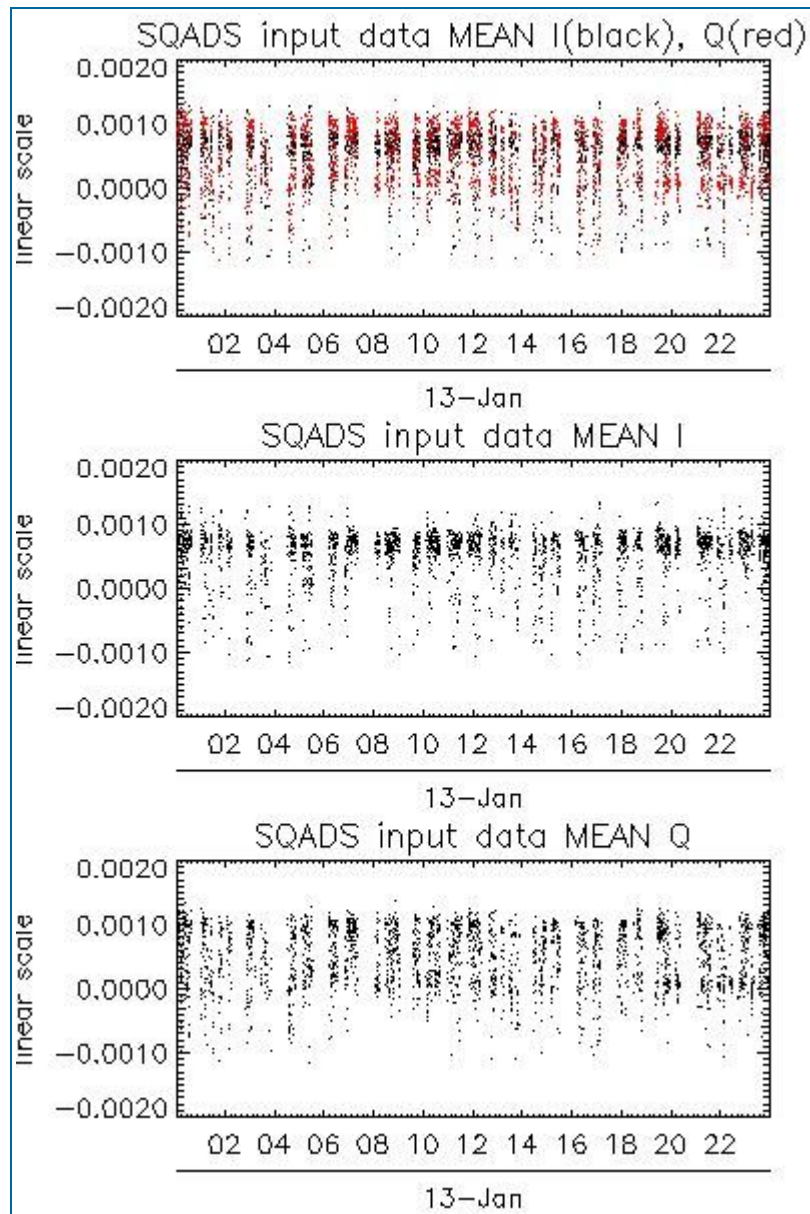 SQADS input data MEAN I(black), Q(red)
0.0020
0.0010
0.0000
−0.0010
−0.0020
linear scale
02 04 06 08 10 12 14 16 18 20 22
13−Jan
SQADS input data MEAN I
0.0020
0.0010
0.0000
−0.0010
−0.0020
linear scale
02 04 06 08 10 12 14 16 18 20 22
13−Jan
SQADS input data MEAN Q
0.0020
0.0010
0.0000
−0.0010
−0.0020
linear scale
02 04 06 08 10 12 14 16 18 20 22
13−Jan